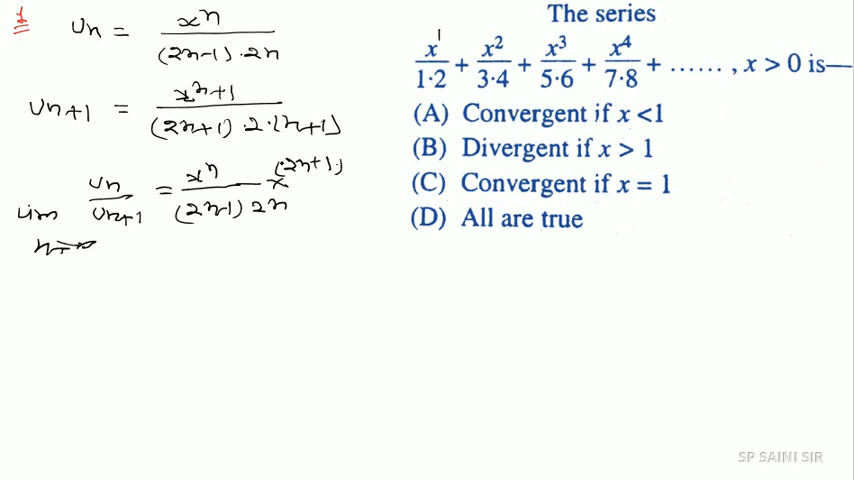 1
Un = x^n / (2n-1)·2n
Un+1 = x^n+1 / (2n+1)·2·(n+1)
Lim n→∞ Un / Un+1 = x^n / (2n-1) 2n × (2n+1)
The series
x^1/1·2 + x^2/3·4 + x^3/5·6 + x^4/7·8 + ...... , x > 0 is—
(A) Convergent if x <1
(B) Divergent if x > 1
(C) Convergent if x = 1
(D) All are true
SP SAINI SIR